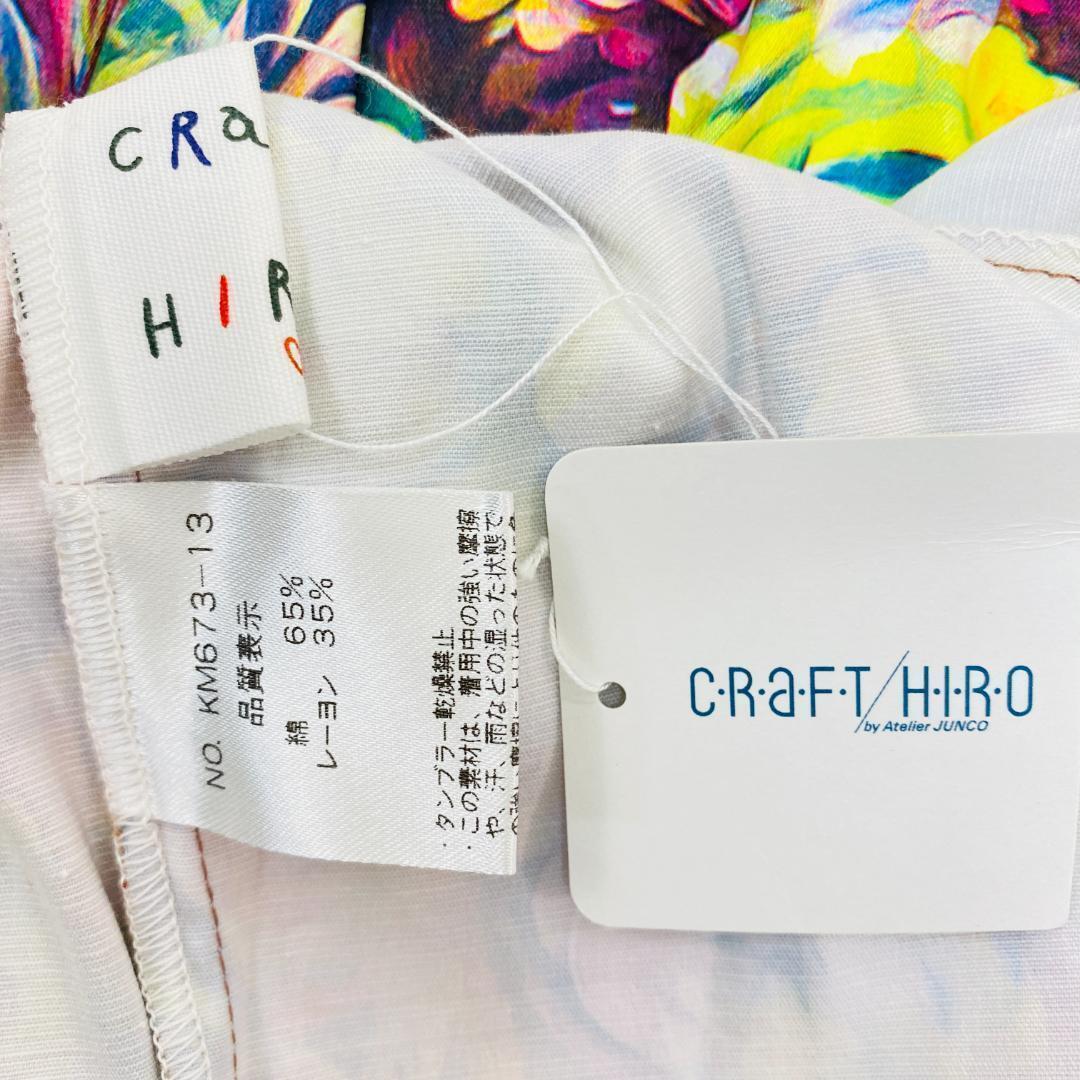 CRa
HIR
NO. KM673-13
品質表示
綿 65%
レーヨン 35%
・タンブラー乾燥禁止
・この素材は、着用中の強い摩擦
や、汗、雨などの湿った状態で
C·R·a·F·T/H·I·R·O
by Atelier JUNCO